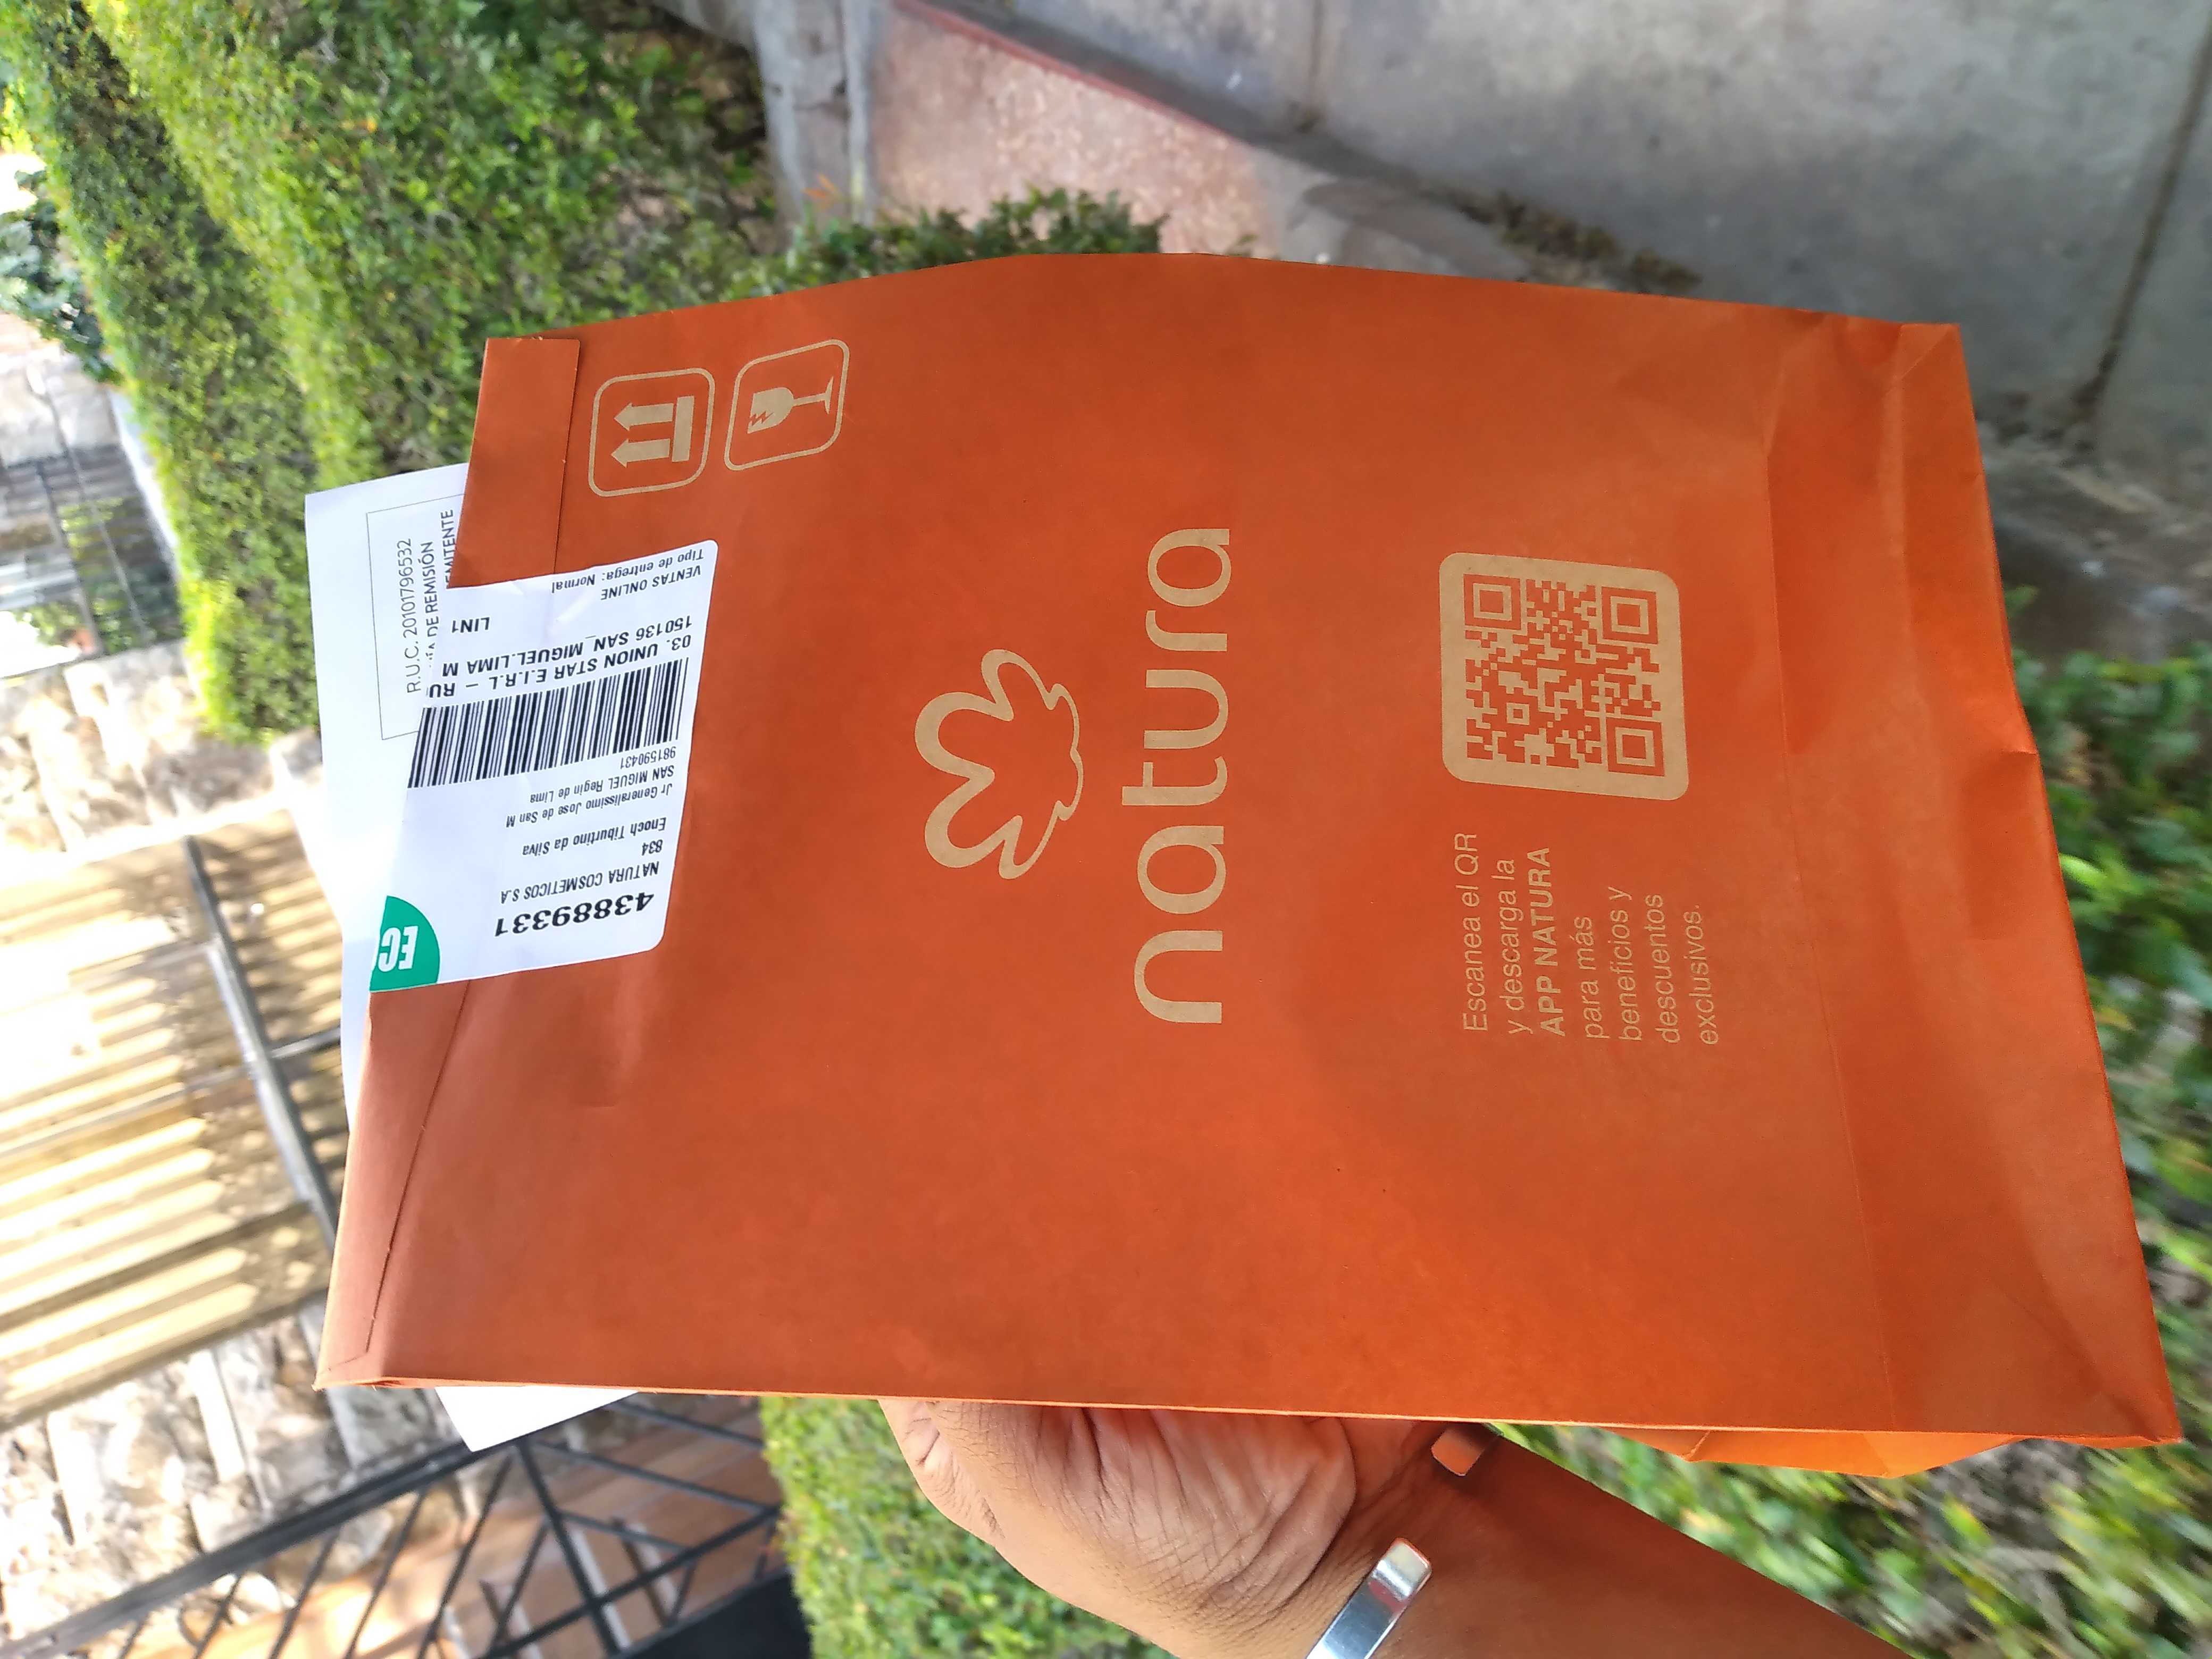 R.U.C. 20101796532
DE REMISIÓN
43889331
NATURA COSMETICOS S.A
834
Enoch Tiburtino da Silva
Jr Generalissimo Jose de San M
SAN MIGUEL Regin de Lima
981590431
03. UNION STAR E.I.R.L - RU
150136 SAN_MIGUEL.LIMA M
LIN1
VENTAS ONLINE
Tipo de entrega: Normal
natura
Escanea el QR
y descarga la
APP NATURA
para más
beneficios y
descuentos
exclusivos.